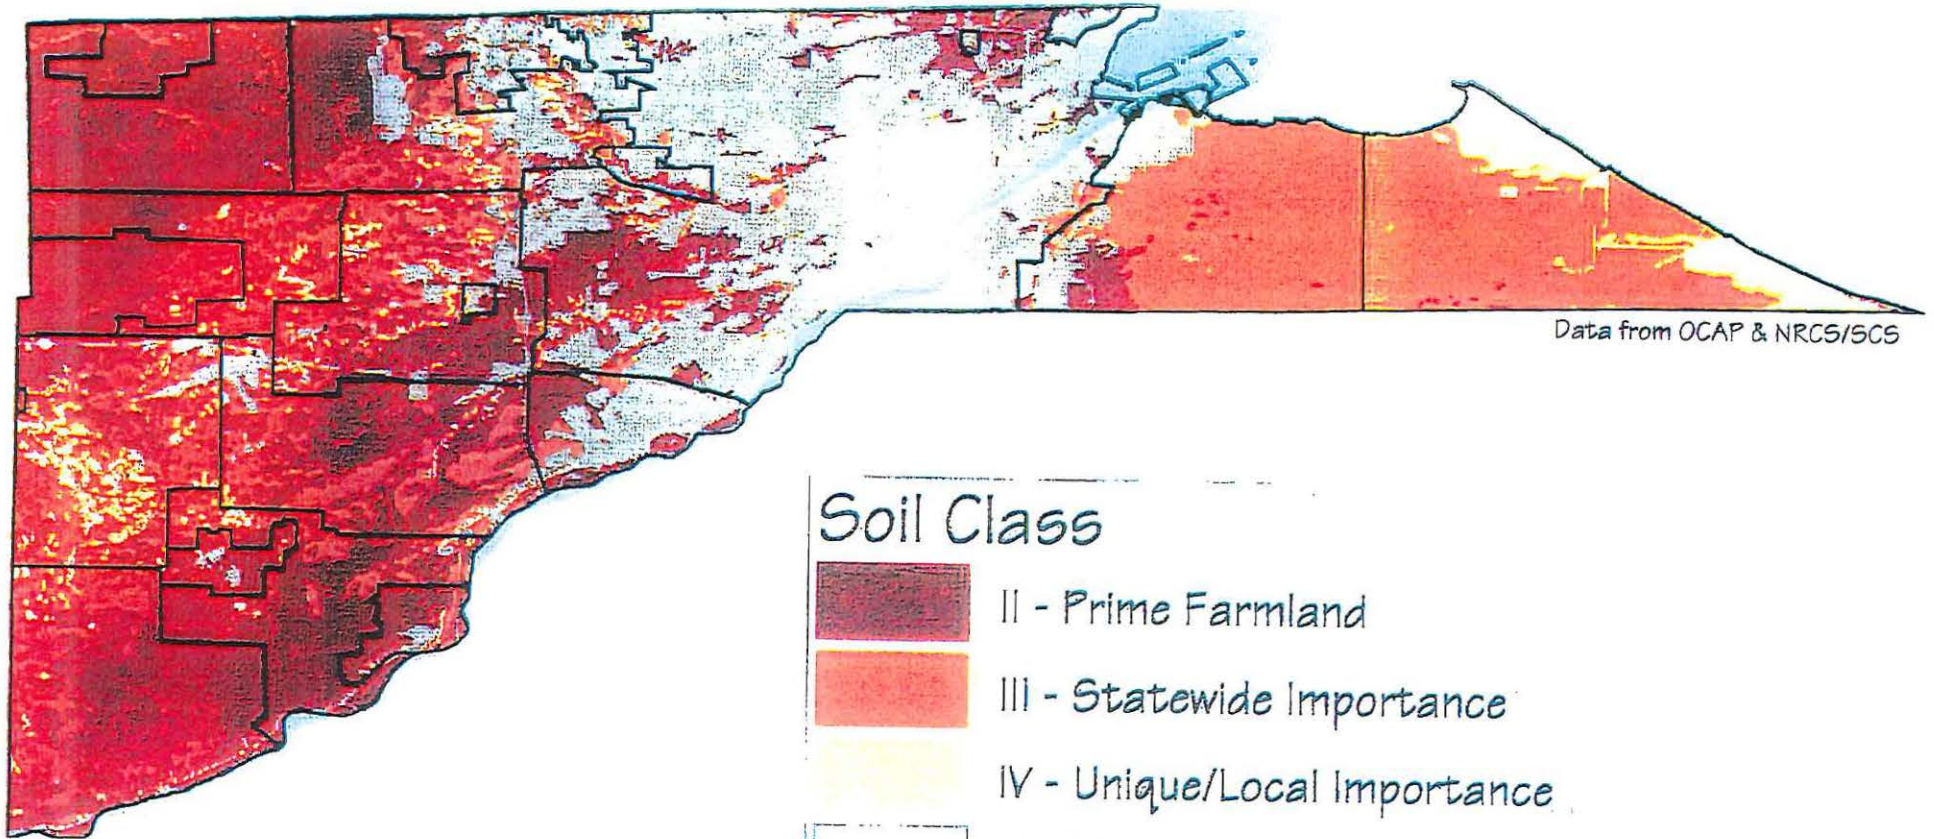 Data from OCAP & NRCS/SCS
Soil Class
II - Prime Farmland
III - Statewide Importance
IV - Unique/Local Importance